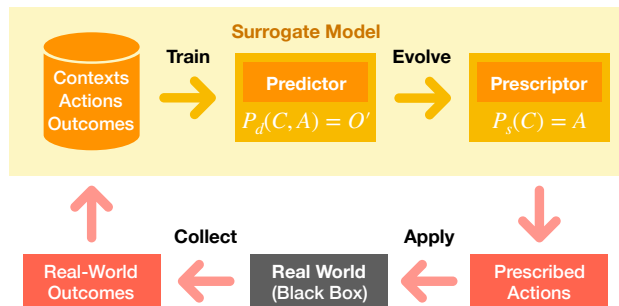 Surrogate Model
Contexts
Actions
Outcomes
Train
Predictor
P_d(C, A) = O′
Evolve
Prescriptor
P_s(C) = A
Real-World
Outcomes
Collect
Real World
(Black Box)
Apply
Prescribed
Actions